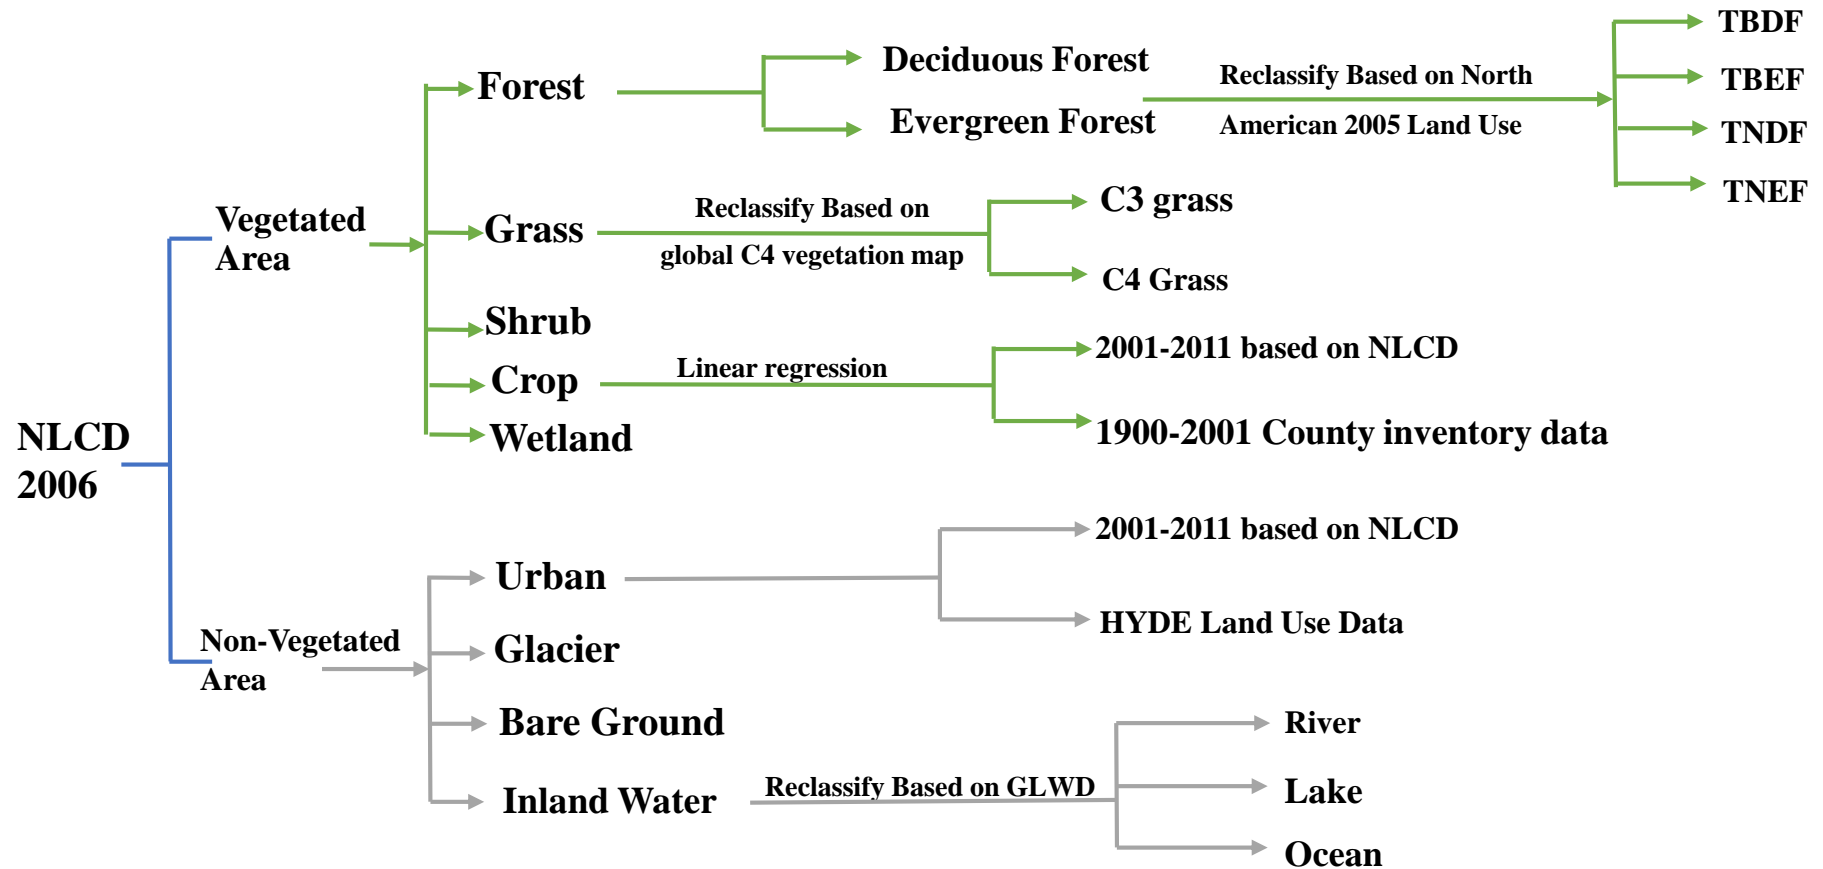 NLCD
2006
Vegetated
Area
Non-Vegetated
Area
Forest
Grass
Shrub
Crop
Wetland
Urban
Glacier
Bare Ground
Inland Water
Deciduous Forest
Evergreen Forest
Reclassify Based on North
American 2005 Land Use
TBDF
TBEF
TNDF
TNEF
Reclassify Based on
global C4 vegetation map
C3 grass
C4 Grass
Linear regression
2001-2011 based on NLCD
1900-2001 County inventory data
2001-2011 based on NLCD
HYDE Land Use Data
Reclassify Based on GLWD
River
Lake
Ocean